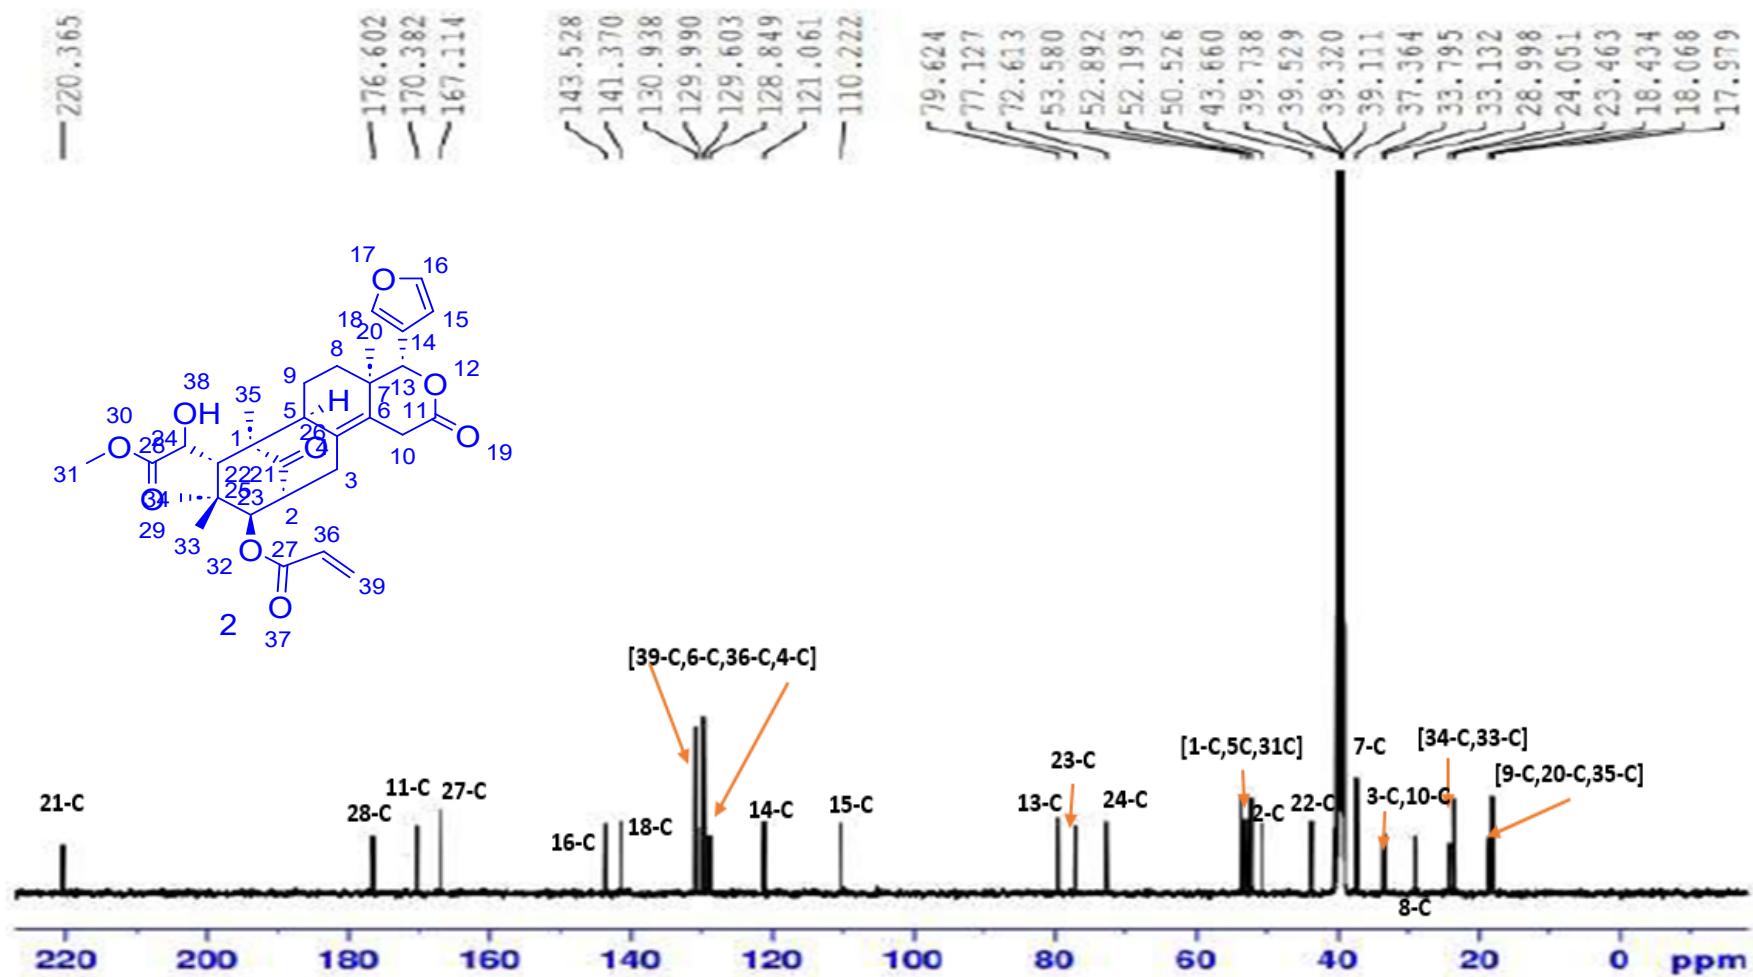 220.365
176.602
170.382
167.114
143.528
141.370
130.938
129.990
129.603
128.849
121.061
110.222
79.624
77.127
72.613
53.580
52.892
52.193
50.526
43.660
39.738
39.529
39.320
39.111
37.364
33.795
33.132
28.998
24.051
23.463
18.434
18.068
17.979
17
O
16
18
20
15
8
14
12
9
13
O
38
35
H
7
30
OH
5
6
11
26
O
28
24
1
O
4
O
19
31
22
21
10
3
O
34
25
23
2
29
33
36
O
27
32
39
O
2
37
[39-C,6-C,36-C,4-C]
21-C
28-C
11-C
27-C
16-C
18-C
14-C
15-C
13-C
23-C
24-C
[1-C,5C,31C]
2-C
22-C
7-C
3-C,10-C
8-C
[34-C,33-C]
[9-C,20-C,35-C]
220 200 180 160 140 120 100 80 60 40 20 0 ppm